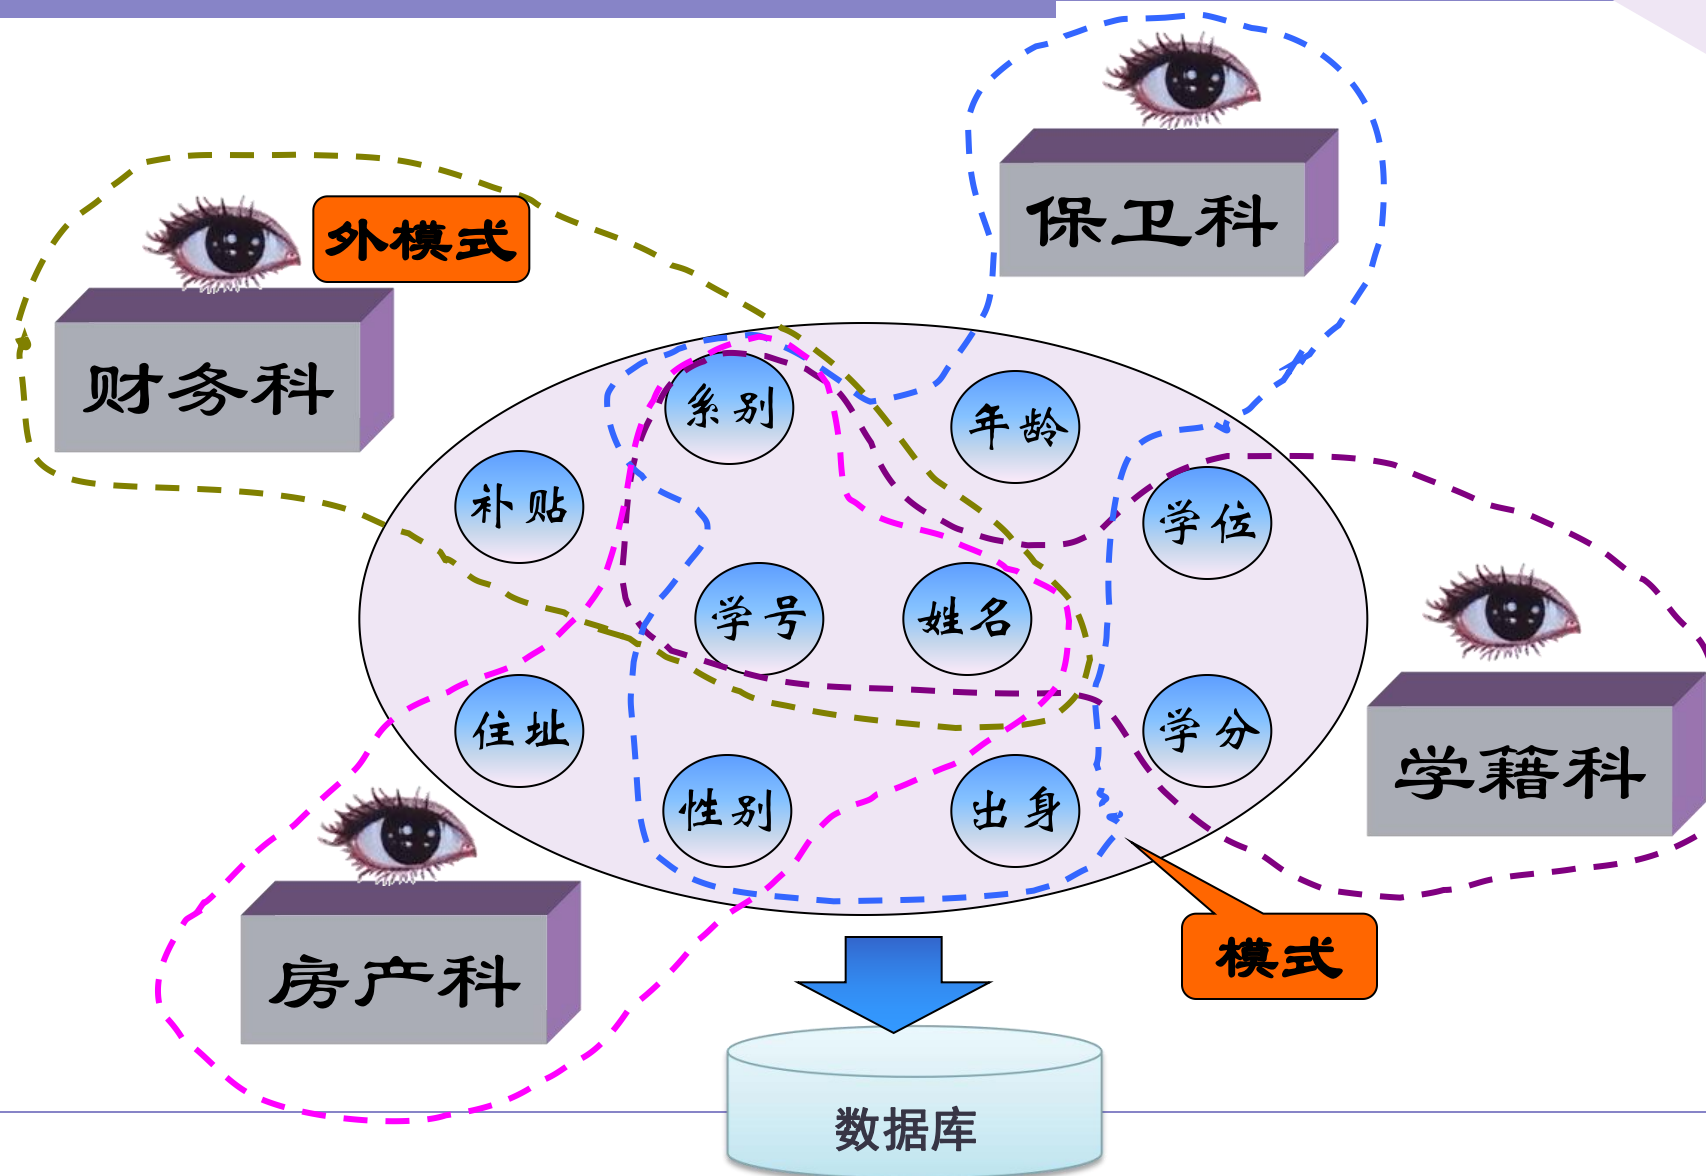 保卫科
外模式
财务科
系别
年龄
补贴
学位
学号
姓名
住址
学分
学籍科
性别
出身
房产科
模式
数据库